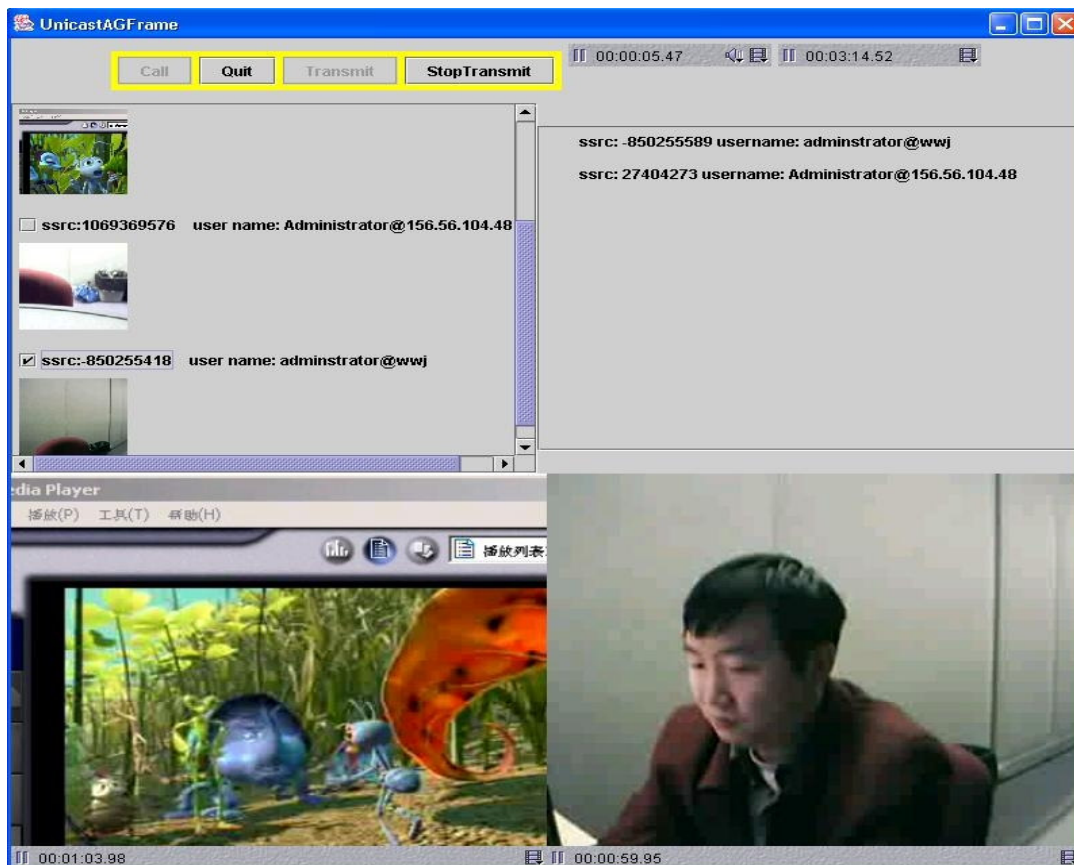 UnicastAGFrame
Call Quit Transmit StopTransmit
00:00:05.47 00:03:14.52
ssrc:1069369576 user name: Administrator@156.56.104.48
ssrc:-850255418 user name: adminstrator@wwj
ssrc: -850255589 username: adminstrator@wwj
ssrc: 27404273 username: Administrator@156.56.104.48
edia Player
播放(P) 工具(T) 帮助(H)
播放列表
00:01:03.98
00:00:59.95